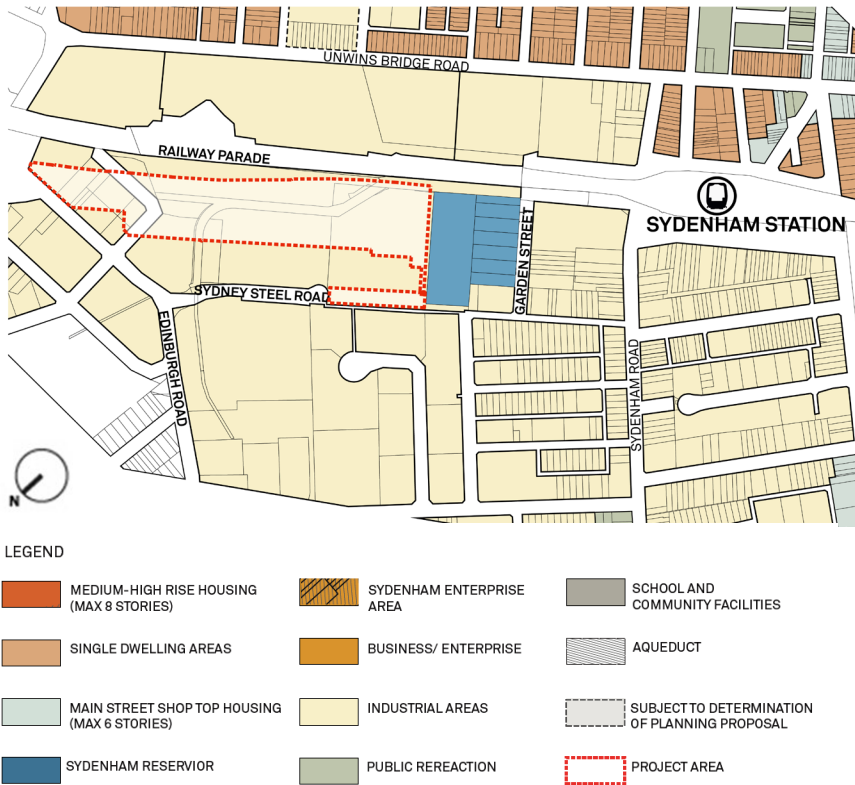 UNWINS BRIDGE ROAD
RAILWAY PARADE
SYDENHAM STATION
GARDEN STREET
SYDNEY STEEL ROAD
EDINBURGH ROAD
SYDENHAM ROAD
N
LEGEND
MEDIUM-HIGH RISE HOUSING
(MAX 8 STORIES)
SYDENHAM ENTERPRISE
AREA
SCHOOL AND
COMMUNITY FACILITIES
SINGLE DWELLING AREAS
BUSINESS/ ENTERPRISE
AQUEDUCT
MAIN STREET SHOP TOP HOUSING
(MAX 6 STORIES)
INDUSTRIAL AREAS
SUBJECT TO DETERMINATION
OF PLANNING PROPOSAL
SYDENHAM RESERVIOR
PUBLIC REREACTION
PROJECT AREA